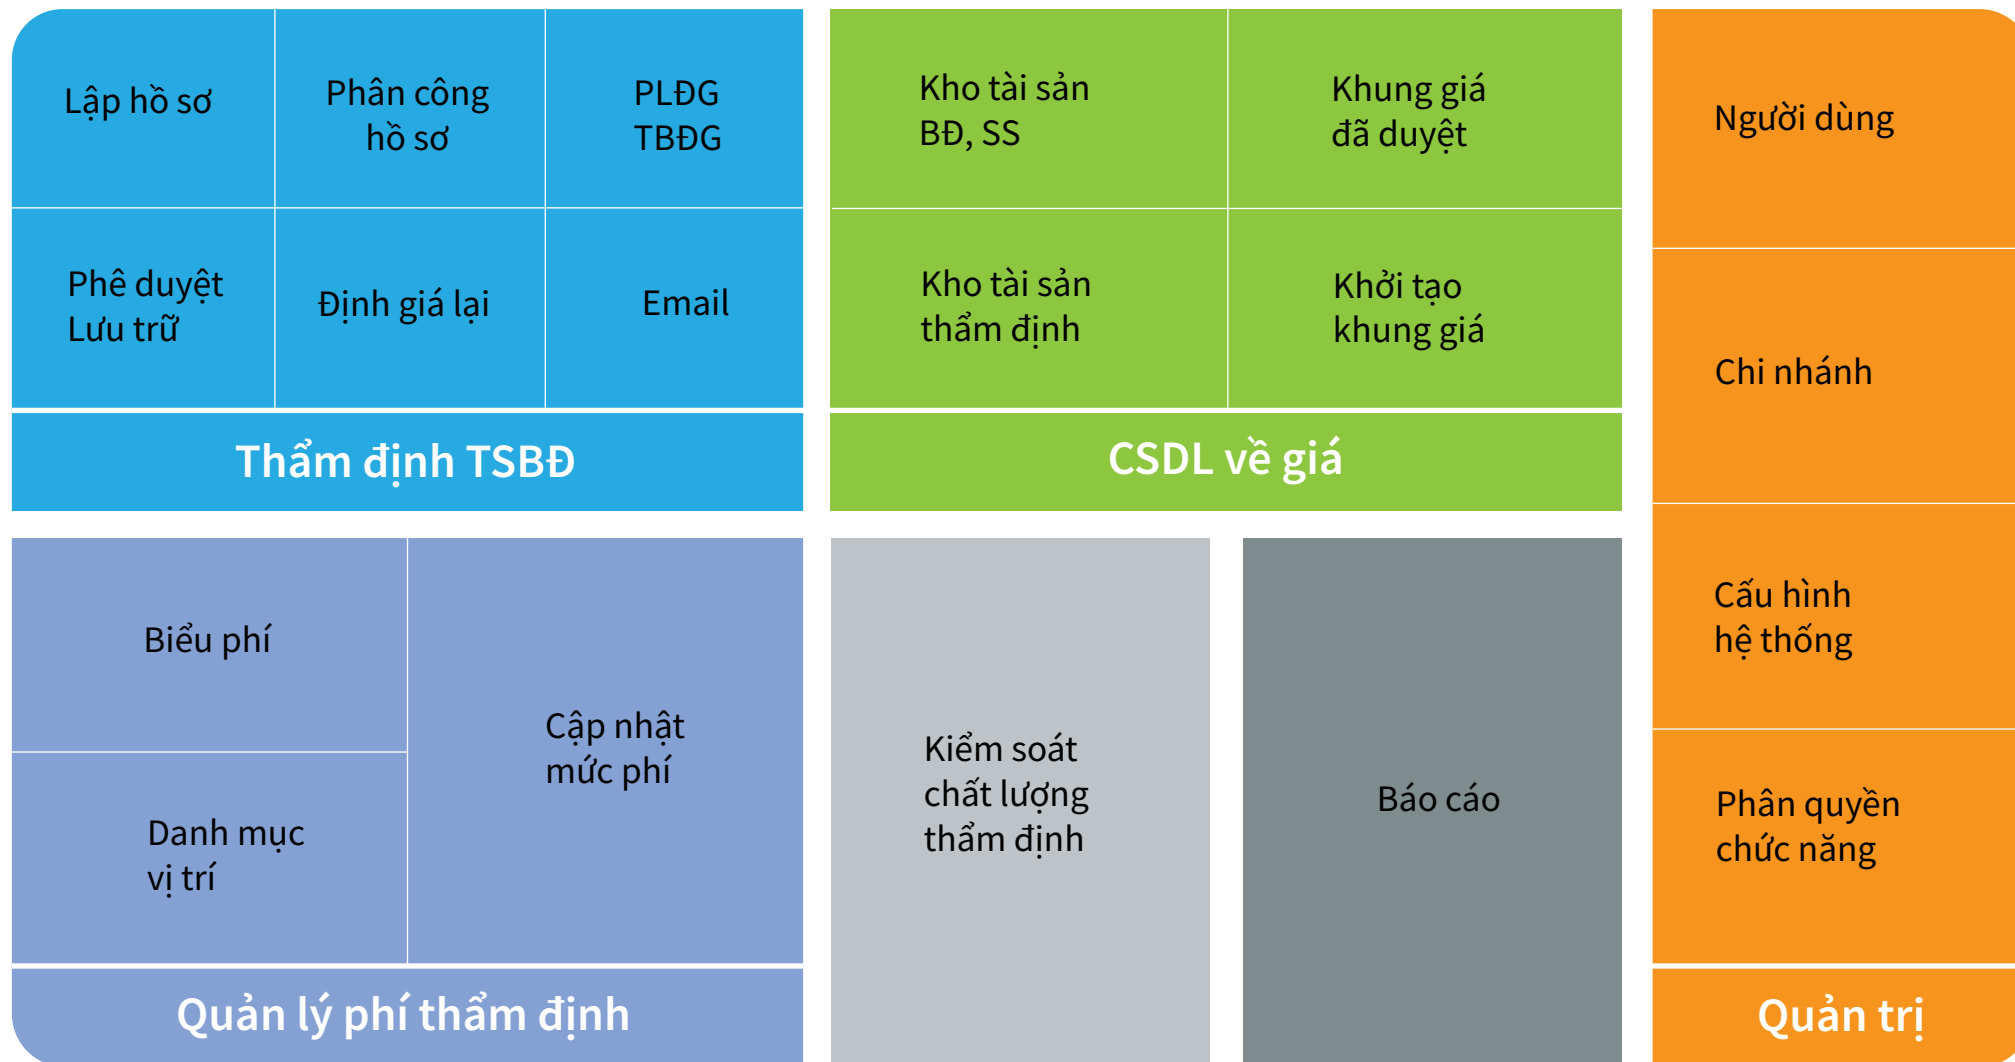 Lập hồ sơ
Phân công
hồ sơ
PLĐG
TBĐG
Phê duyệt
Lưu trữ
Định giá lại
Email
Thẩm định TSBĐ
Kho tài sản
BĐ, SS
Khung giá
đã duyệt
Kho tài sản
thẩm định
Khởi tạo
khung giá
CSDL về giá
Người dùng
Chi nhánh
Cấu hình
hệ thống
Phân quyền
chức năng
Quản trị
Biểu phí
Danh mục
vị trí
Cập nhật
mức phí
Quản lý phí thẩm định
Kiểm soát
chất lượng
thẩm định
Báo cáo